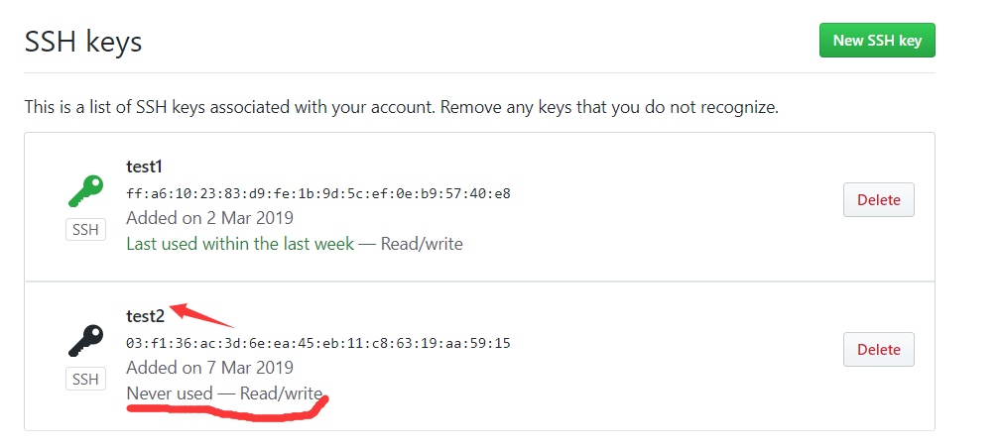 SSH keys
New SSH key
This is a list of SSH keys associated with your account. Remove any keys that you do not recognize.
test1
ff:a6:10:23:83:d9:fe:1b:9d:5c:ef:0e:b9:57:40:e8
Added on 2 Mar 2019
Last used within the last week — Read/write
SSH
Delete
test2
03:f1:36:ac:3d:6e:ea:45:eb:11:c8:63:19:aa:59:15
Added on 7 Mar 2019
Never used — Read/write
SSH
Delete